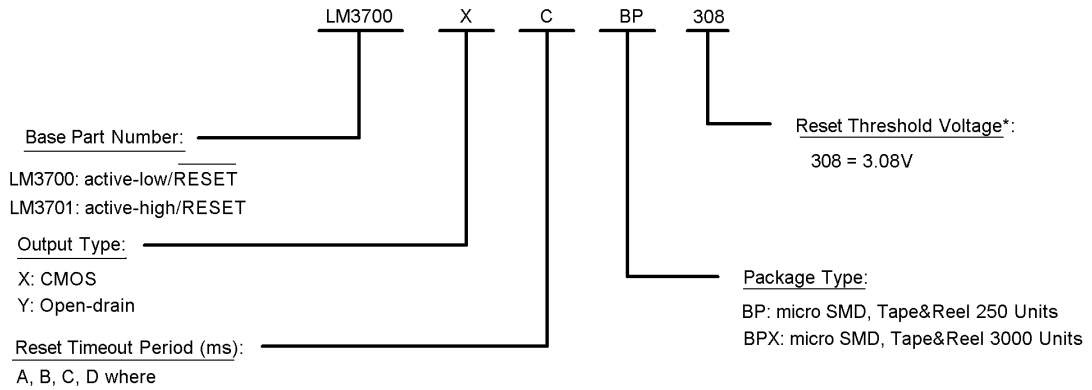 LM3700 X C BP 308
Base Part Number:
LM3700: active-low/RESET
LM3701: active-high/RESET
Output Type:
X: CMOS
Y: Open-drain
Reset Timeout Period (ms):
A, B, C, D where
Reset Threshold Voltage*:
308 = 3.08V
Package Type:
BP: micro SMD, Tape&Reel 250 Units
BPX: micro SMD, Tape&Reel 3000 Units